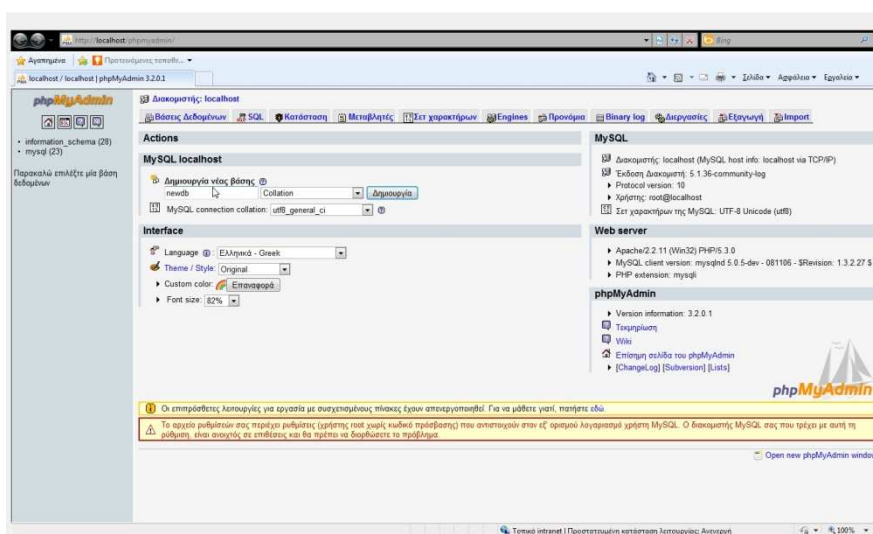 http://localhost/phpmyadmin/
Bing
Αγαπημένα
localhost / localhost | phpMyAdmin 3.2.0.1
Σελίδα Ασφάλεια Εργαλεία
phpMyAdmin
information_schema (28)
mysql (23)
Παρακαλώ επιλέξτε μία βάση
δεδομένων
Διακομιστής: localhost
Βάσεις Δεδομένων SQL Κατάσταση Μεταβλητές Σετ χαρακτήρων Engines Προνόμια Binary log Διεργασίες Εξαγωγή Import
Actions
MySQL localhost
Δημιουργία νέας βάσης
newdb Collation Δημιουργία
MySQL connection collation: utf8_general_ci
Interface
Language : Ελληνικά - Greek
Theme / Style: Original
Custom color: Επαναφορά
Font size: 82%
MySQL
Διακομιστής: localhost (MySQL host info: localhost via TCP/IP)
Έκδοση Διακομιστή: 5.1.36-community-log
Protocol version: 10
Χρήστης: root@localhost
Σετ χαρακτήρων της MySQL: UTF-8 Unicode (utf8)
Web server
Apache/2.2.11 (Win32) PHP/5.3.0
MySQL client version: mysqlnd 5.0.5-dev - 081106 - $Revision: 1.3.2.27 $
PHP extension: mysqli
phpMyAdmin
Version information: 3.2.0.1
Τεκμηρίωση
Wiki
Επίσημη σελίδα του phpMyAdmin
[ChangeLog] [Subversion] [Lists]
phpMyAdmin
Οι επιπρόσθετες λειτουργίες για εργασία με συσχετισμένους πίνακες έχουν απενεργοποιηθεί. Για να μάθετε γιατί, πατήστε εδώ.
Το αρχείο ρυθμίσεών σας περιέχει ρυθμίσεις (χρήστης root χωρίς κωδικό πρόσβασης) που αντιστοιχούν στον εξ' ορισμού λογαριασμό χρήστη MySQL. Ο διακομιστής MySQL σας που τρέχει με αυτή τη
ρύθμιση, είναι ανοιχτός σε επιθέσεις και θα πρέπει να διορθώσετε το πρόβλημα.
Open new phpMyAdmin window
Τοπικό intranet | Προστατευμένη κατάσταση λειτουργίας: Ανενεργή 100%